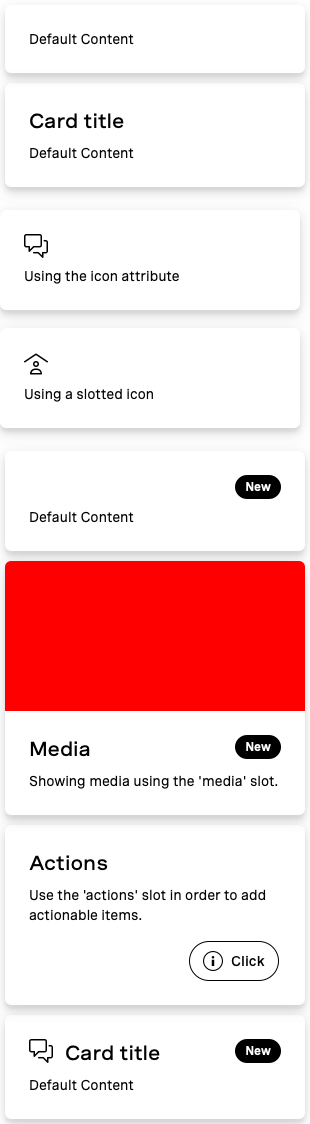 Default Content
Card title
Default Content
Using the icon attribute
Using a slotted icon
New
Default Content
Media
New
Showing media using the 'media' slot.
Actions
Use the 'actions' slot in order to add
actionable items.
Click
Card title
New
Default Content